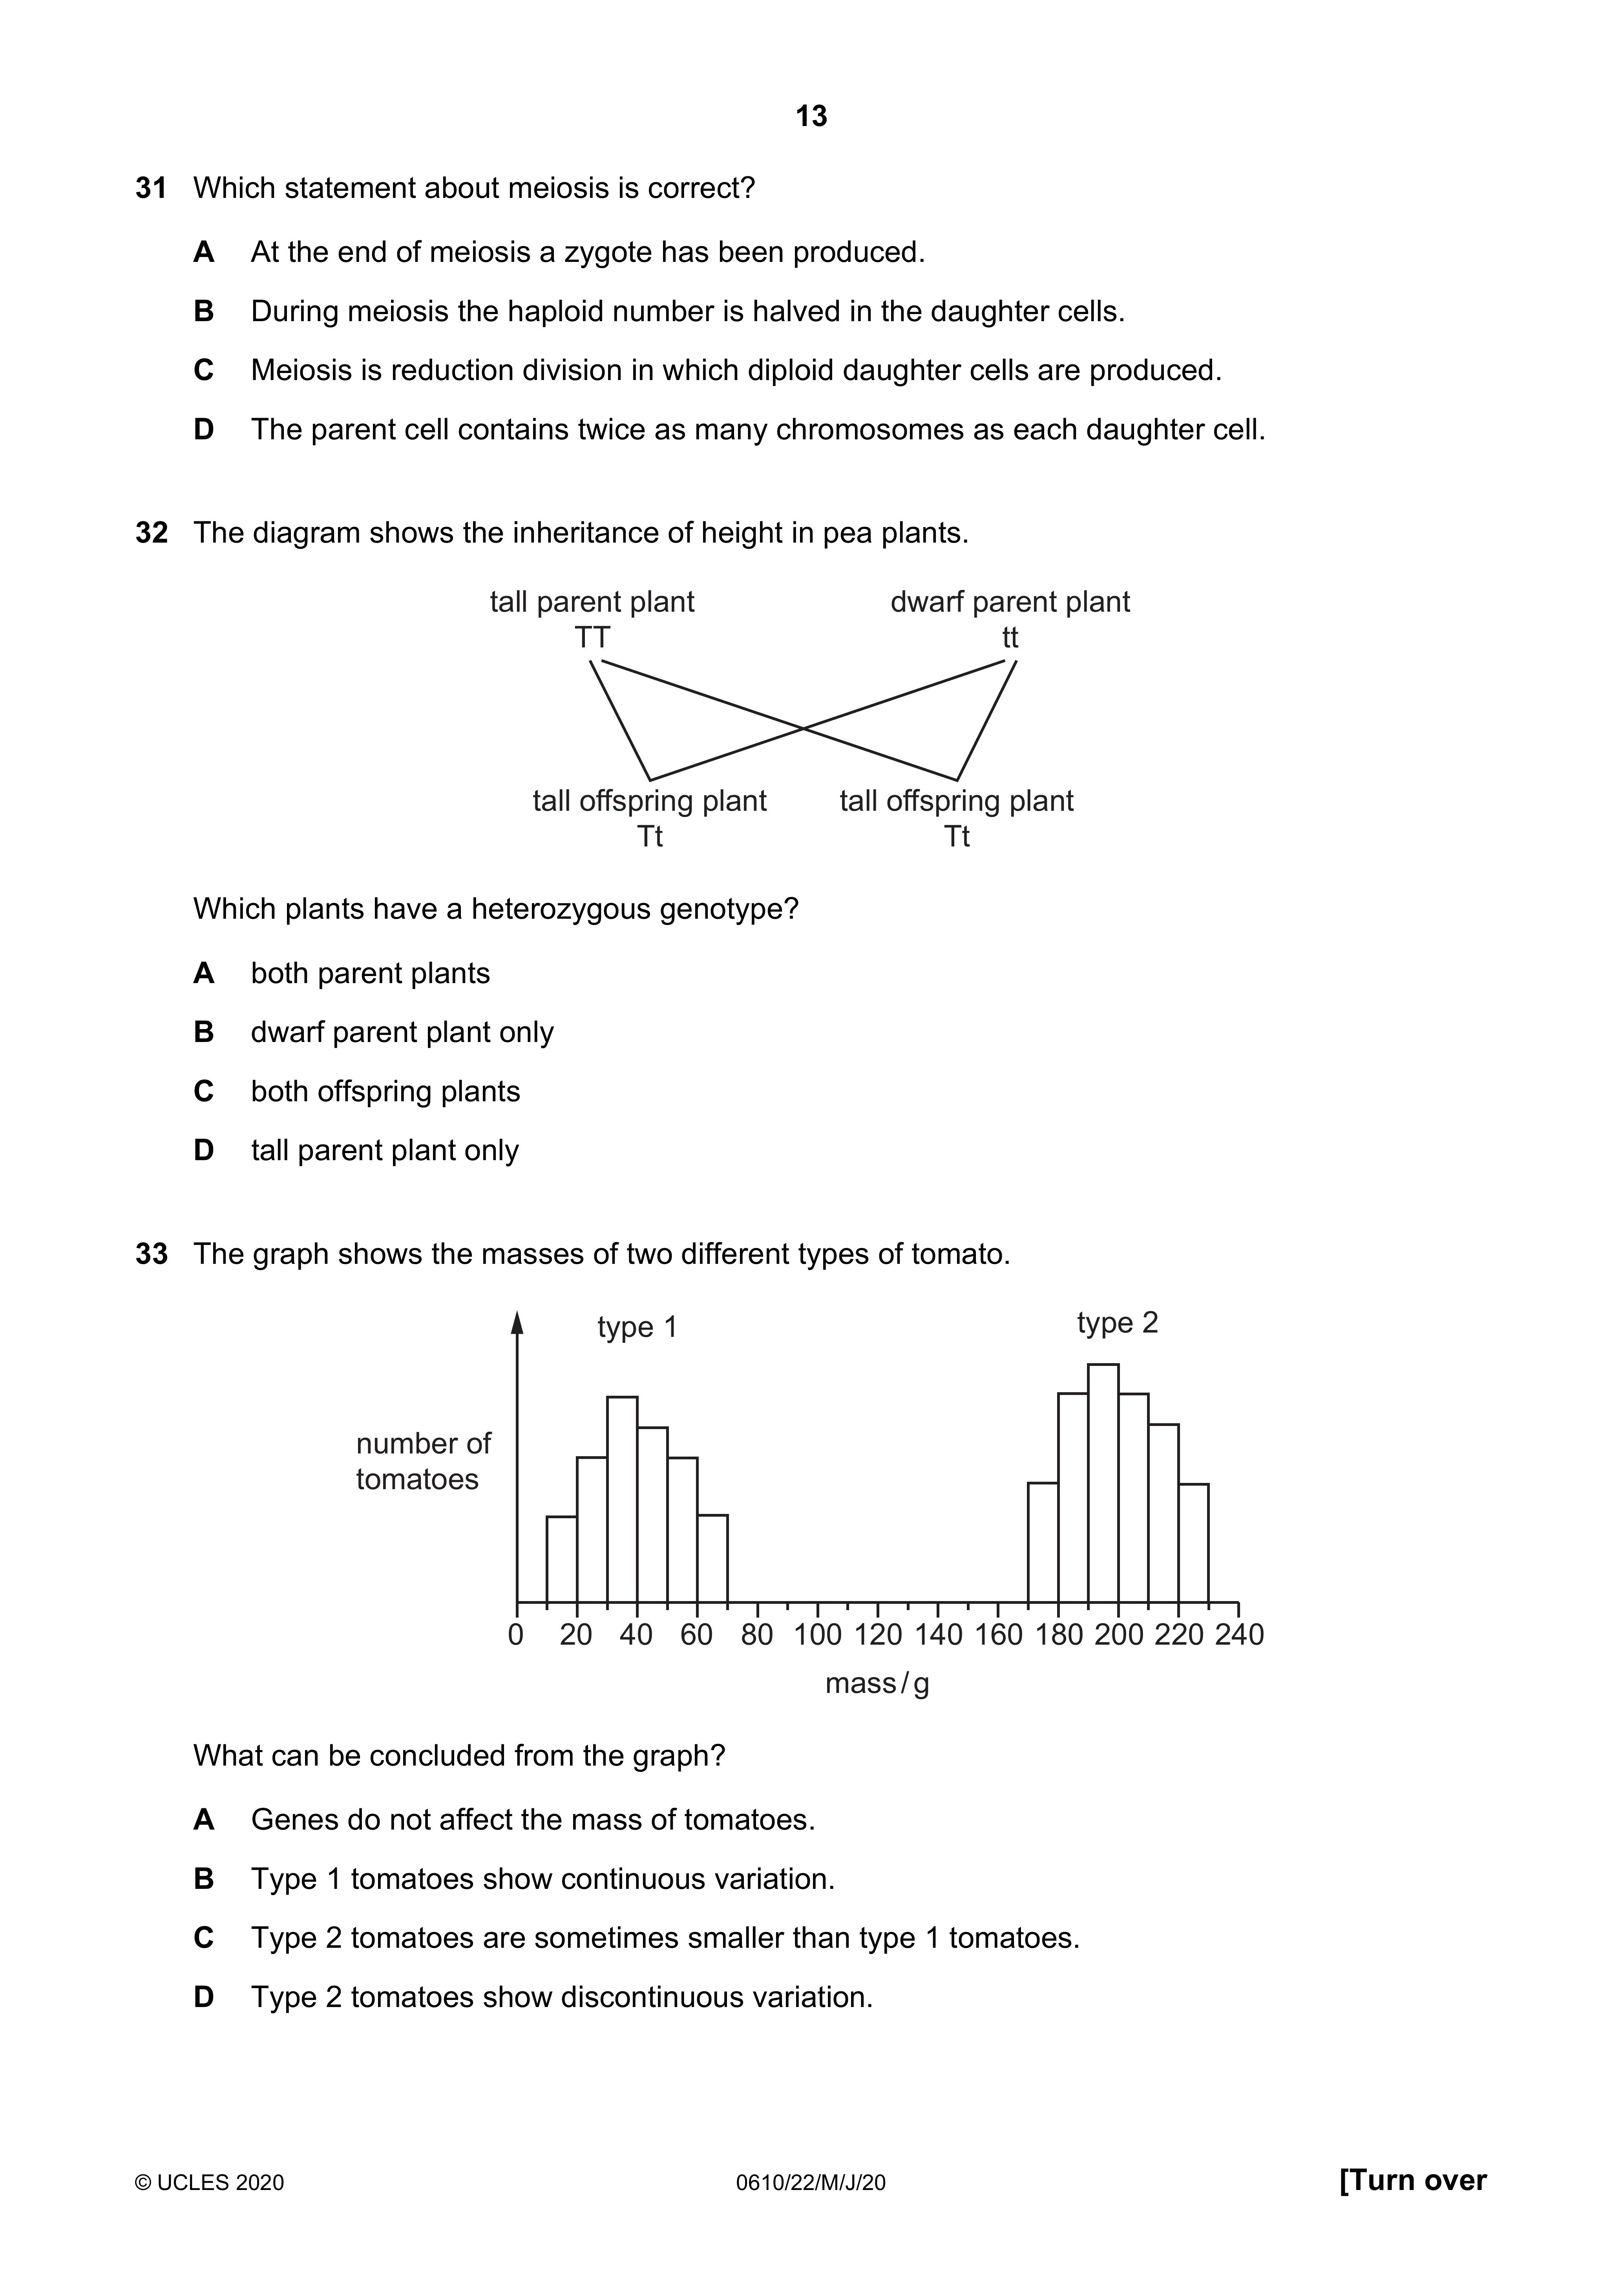 13
31 Which statement about meiosis is correct?
A At the end of meiosis a zygote has been produced.
B During meiosis the haploid number is halved in the daughter cells.
C Meiosis is reduction division in which diploid daughter cells are produced.
D The parent cell contains twice as many chromosomes as each daughter cell.
32 The diagram shows the inheritance of height in pea plants.
tall parent plant dwarf parent plant
TT tt
tall offspring plant tall offspring plant
Tt Tt
Which plants have a heterozygous genotype?
A both parent plants
B dwarf parent plant only
C both offspring plants
D tall parent plant only
33 The graph shows the masses of two different types of tomato.
type 1 type 2
number of
tomatoes
0 20 40 60 80 100 120 140 160 180 200 220 240
mass / g
What can be concluded from the graph?
A Genes do not affect the mass of tomatoes.
B Type 1 tomatoes show continuous variation.
C Type 2 tomatoes are sometimes smaller than type 1 tomatoes.
D Type 2 tomatoes show discontinuous variation.
© UCLES 2020 0610/22/M/J/20 [Turn over